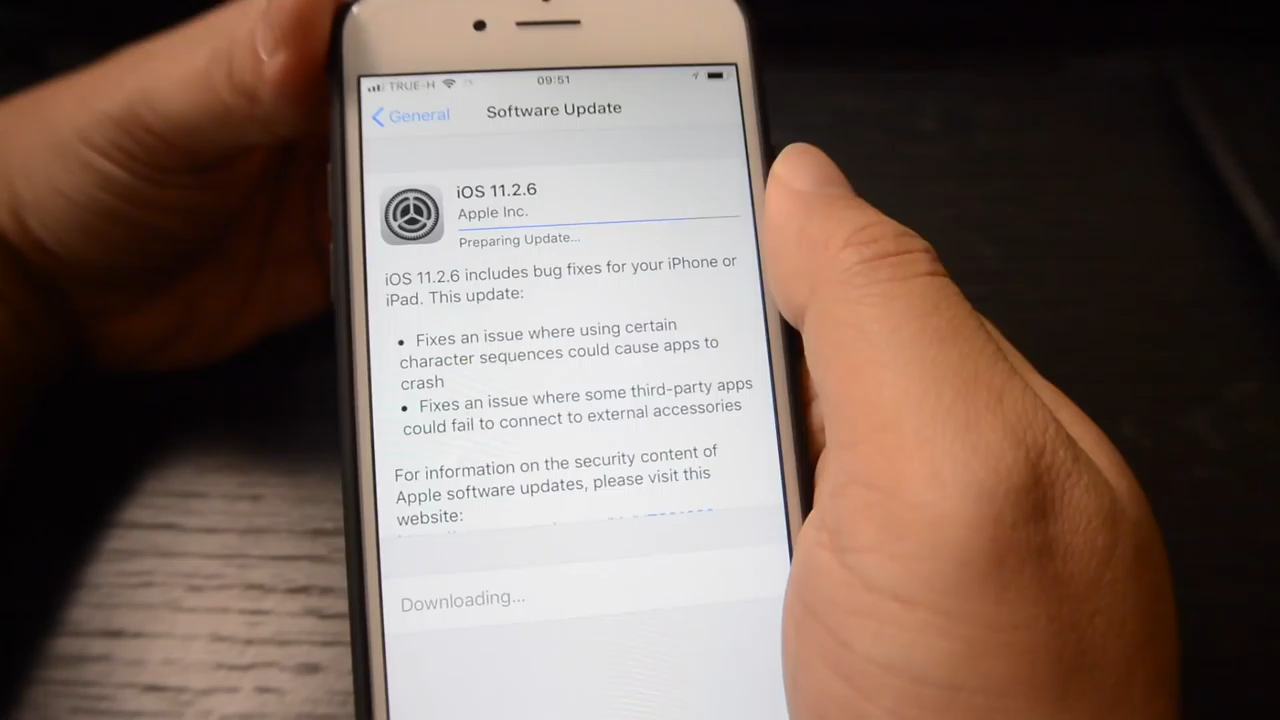 TRUE-H
09:51
General
Software Update
iOS 11.2.6
Apple Inc.
Preparing Update...
iOS 11.2.6 includes bug fixes for your iPhone or
iPad. This update:
• Fixes an issue where using certain
character sequences could cause apps to
crash
• Fixes an issue where some third-party apps
could fail to connect to external accessories
For information on the security content of
Apple software updates, please visit this
website:
Downloading...